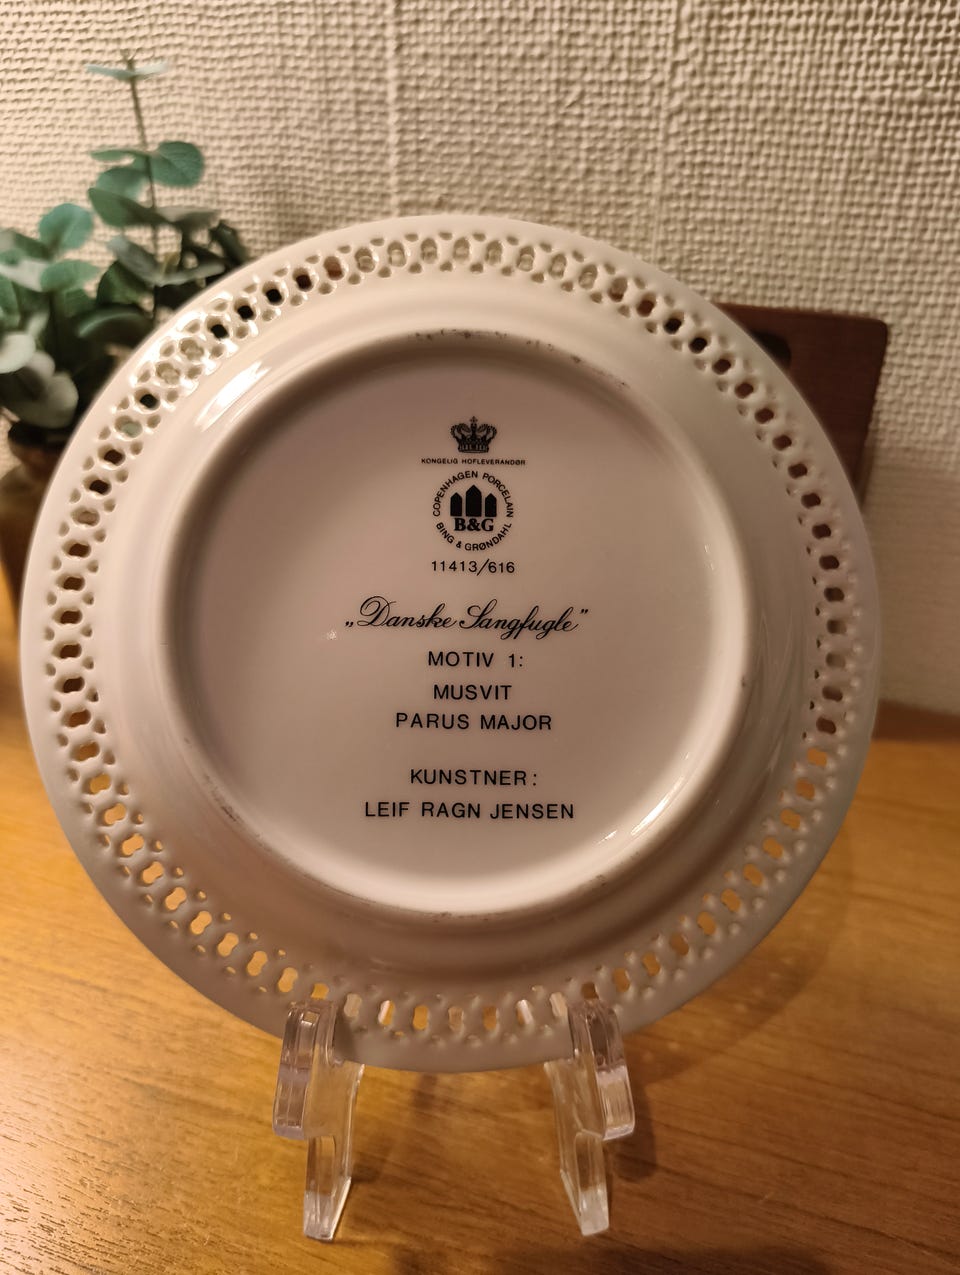 KONGELIG HOFLEVERANDØR
COPENHAGEN PORCELAIN
B&G
BING & GRØNDAHL
11413/616
„Danske Sangfugle”
MOTIV 1:
MUSVIT
PARUS MAJOR
KUNSTNER:
LEIF RAGN JENSEN